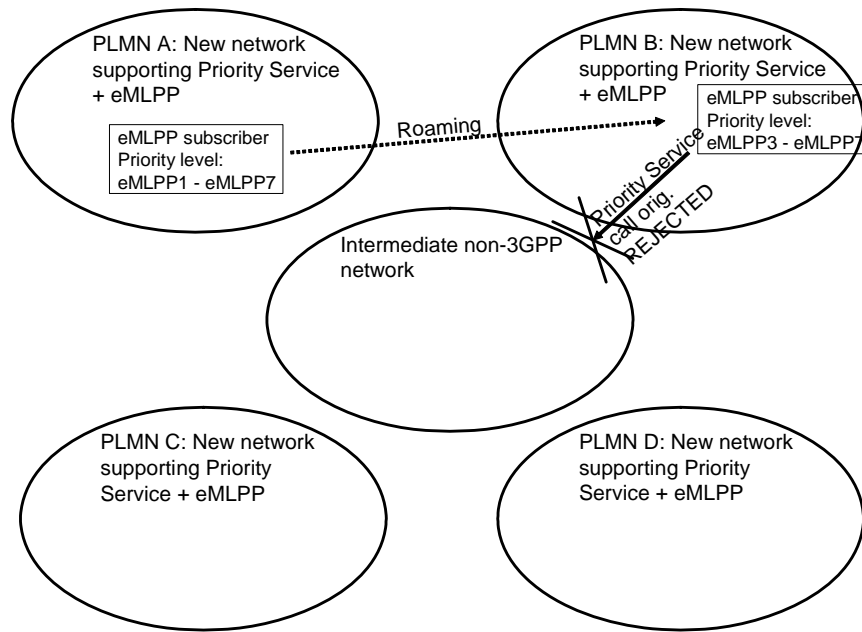 PLMN A: New network
supporting Priority Service
+ eMLPP
eMLPP subscriber
Priority level:
eMLPP1 - eMLPP7
Roaming
PLMN B: New network
supporting Priority Service
+ eMLPP
eMLPP subscriber
Priority level:
eMLPP3 - eMLPP7
Priority Service
call orig.
REJECTED
Intermediate non-3GPP
network
PLMN C: New network
supporting Priority
Service + eMLPP
PLMN D: New network
supporting Priority
Service + eMLPP